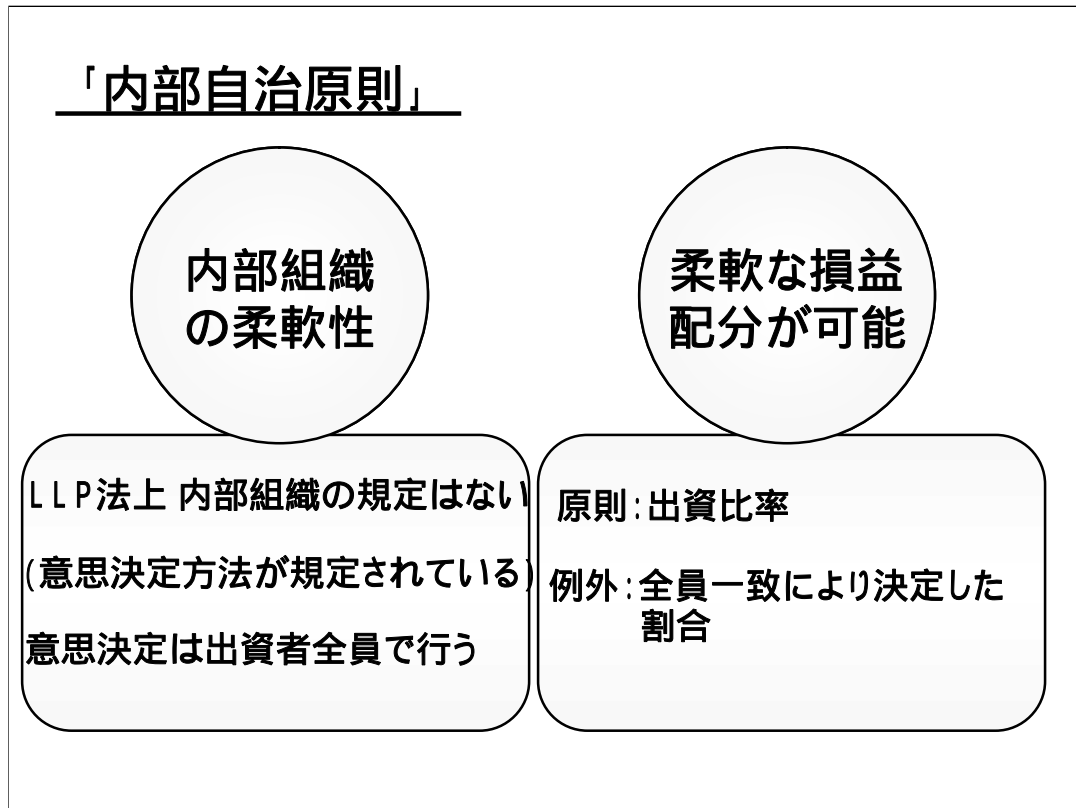 「内部自治原則」
内部組織
の柔軟性
LLP法上 内部組織の規定はない
(意思決定方法が規定されている)
意思決定は出資者全員で行う
柔軟な損益
配分が可能
原則：出資比率
例外：全員一致により決定した
割合